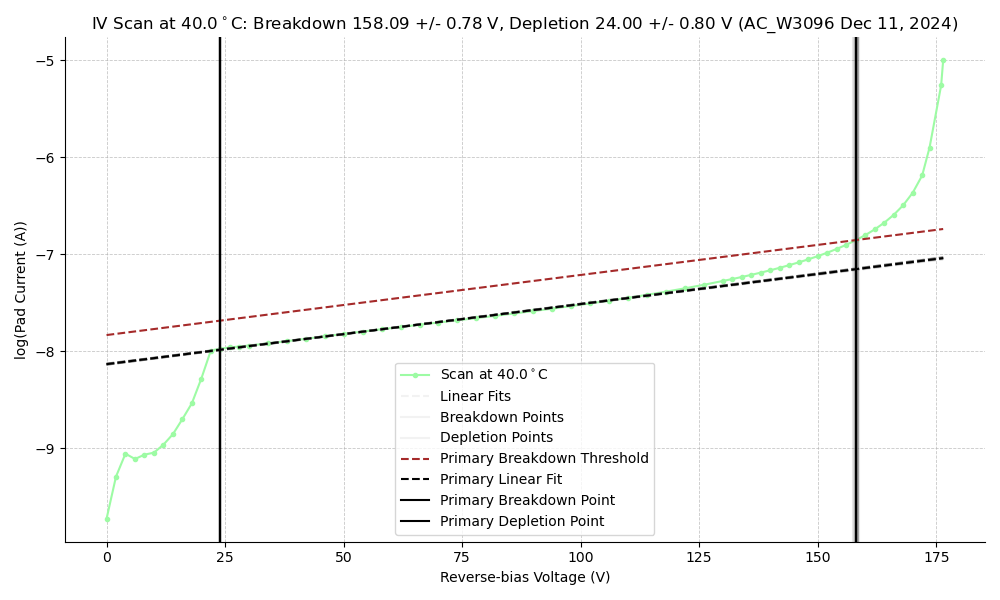 IV Scan at 40.0°C: Breakdown 158.09 +/- 0.78 V, Depletion 24.00 +/- 0.80 V (AC_W3096 Dec 11, 2024)
log(Pad Current (A))
−5
−6
−7
−8
−9
Scan at 40.0°C
Linear Fits
Breakdown Points
Depletion Points
Primary Breakdown Threshold
Primary Linear Fit
Primary Breakdown Point
Primary Depletion Point
0 25 50 75 100 125 150 175
Reverse-bias Voltage (V)